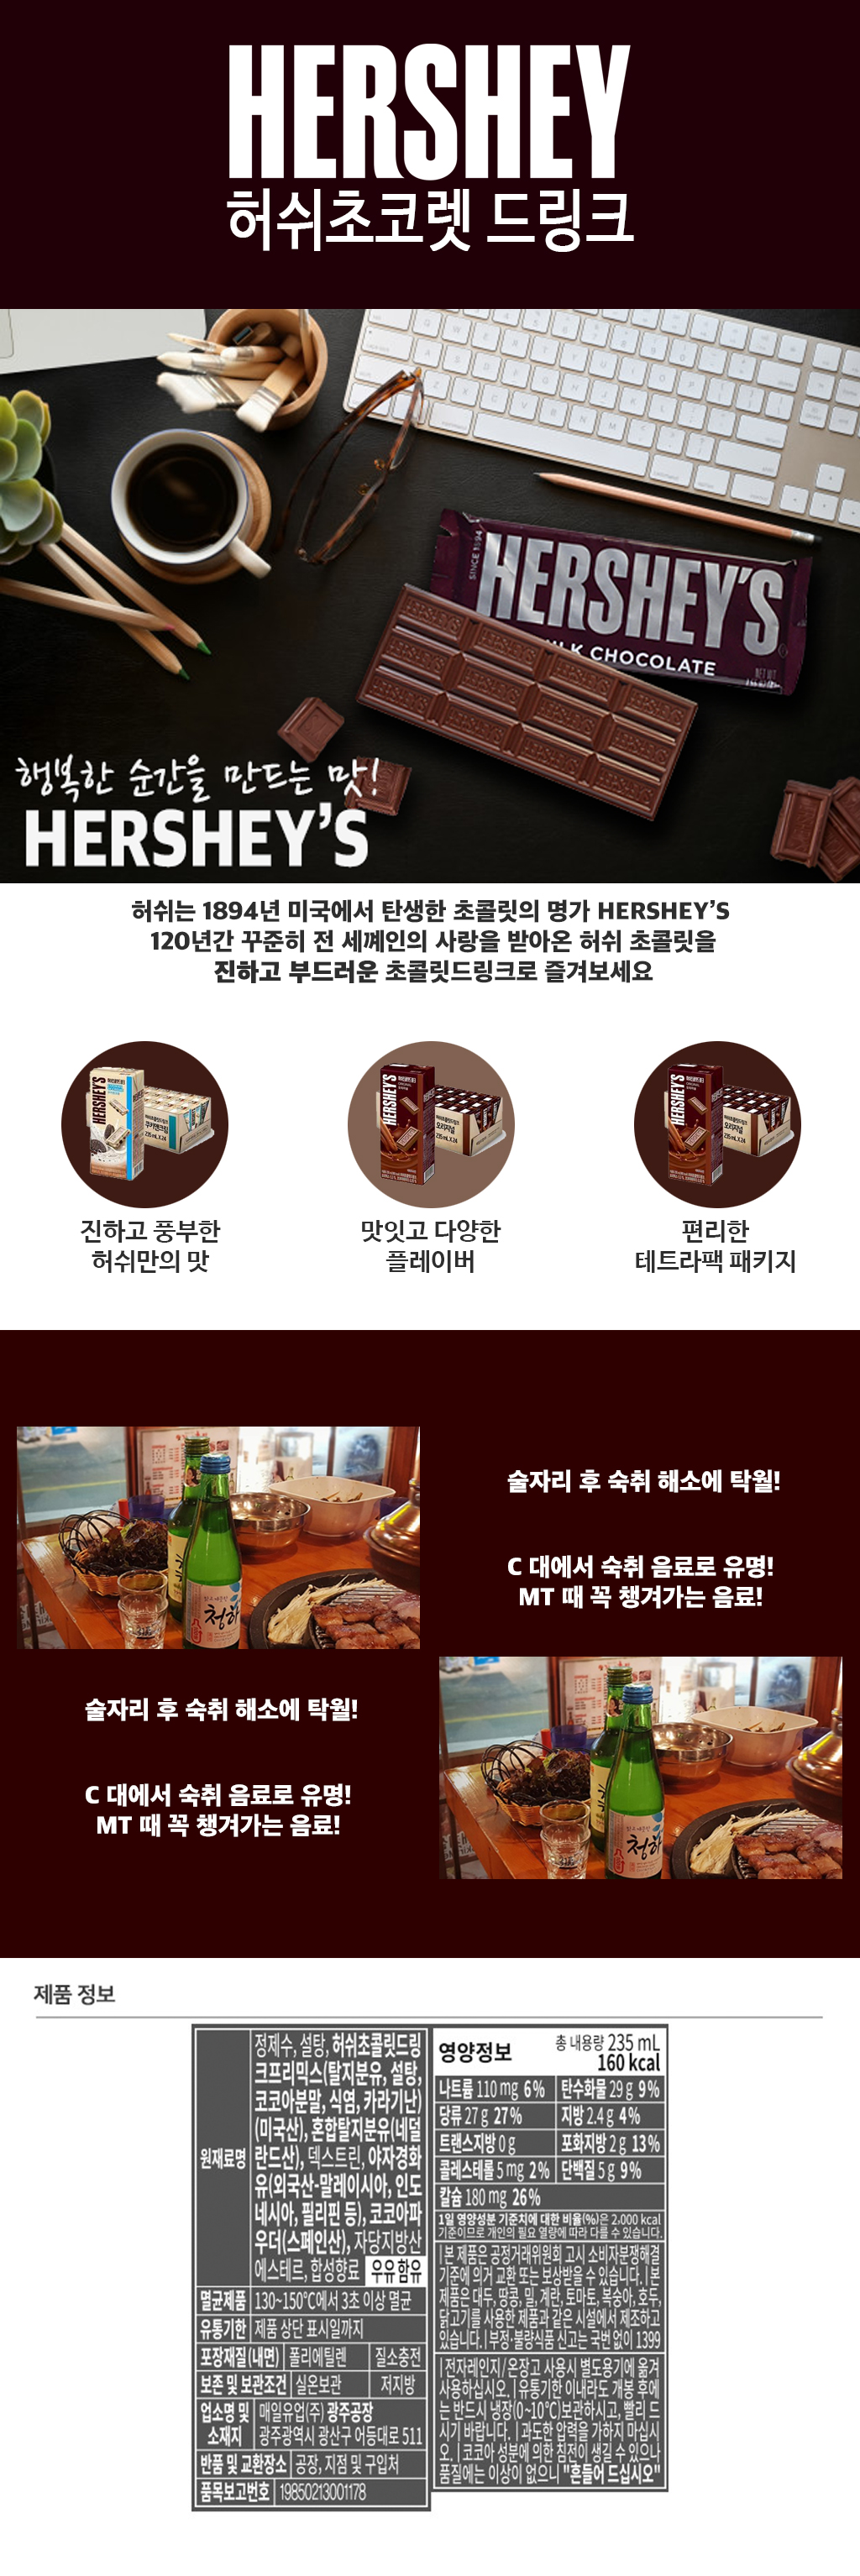 HERSHEY
허쉬초코렛 드링크
SINCE 1894
HERSHEY'S
CHOCOLATE
행복한 순간을 만드는 맛!
HERSHEY'S
허쉬는 1894년 미국에서 탄생한 초콜릿의 명가 HERSHEY'S
120년간 꾸준히 전 세꼐인의 사랑을 받아온 허쉬 초콜릿을
진하고 부드러운 초콜릿드링크로 즐겨보세요
HERSHEY'S
쿠키앤크림
235 mL X 24
HERSHEY'S
오리지널
235 mL X 24
HERSHEY'S
오리지널
235 mL X 24
진하고 풍부한
허쉬만의 맛
맛잇고 다양한
플레이버
편리한
테트라팩 패키지
청하
술자리 후 숙취 해소에 탁월!
C 대에서 숙취 음료로 유명!
MT 때 꼭 챙겨가는 음료!
술자리 후 숙취 해소에 탁월!
C 대에서 숙취 음료로 유명!
MT 때 꼭 챙겨가는 음료!
청하
제품 정보
원재료명
정제수, 설탕, 허쉬초콜릿드링
크프리믹스(탈지분유, 설탕,
코코아분말, 식염, 카라기난)
(미국산), 혼합탈지분유(네덜
란드산), 덱스트린, 야자경화
유(외국산-말레이시아, 인도
네시아, 필리핀 등), 코코아파
우더(스페인산), 자당지방산
에스테르, 합성향료 우유 함유
멸균제품 130~150℃에서 3초 이상 멸균
유통기한 제품 상단 표시일까지
포장재질(내면) 폴리에틸렌 질소충전
보존 및 보관조건 실온보관 저지방
업소명 및 매일유업(주) 광주공장
소재지 광주광역시 광산구 어등대로 511
반품 및 교환장소 공장, 지점 및 구입처
품목보고번호 19850213001178
영양정보 총 내용량 235 mL
160 kcal
나트륨 110 mg 6% 탄수화물 29 g 9%
당류 27 g 27% 지방 2.4 g 4%
트랜스지방 0 g 포화지방 2 g 13%
콜레스테롤 5 mg 2% 단백질 5 g 9%
칼슘 180 mg 26%
1일 영양성분 기준치에 대한 비율(%)은 2,000 kcal
기준이므로 개인의 필요 열량에 따라 다를 수 있습니다.
| 본 제품은 공정거래위원회 고시 소비자분쟁해결
기준에 의거 교환 또는 보상받을 수 있습니다. | 본
제품은 대두, 땅콩, 밀, 계란, 토마토, 복숭아, 호두,
닭고기를 사용한 제품과 같은 시설에서 제조하고
있습니다. | 부정·불량식품 신고는 국번 없이 1399
| 전자레인지/온장고 사용시 별도용기에 옮겨
사용하십시오. | 유통기한 이내라도 개봉 후에
는 반드시 냉장(0~10℃)보관하시고, 빨리 드
시기 바랍니다. | 과도한 압력을 가하지 마십시
오. | 코코아 성분에 의한 침전이 생길 수 있으나
품질에는 이상이 없으니 "흔들어 드십시오"